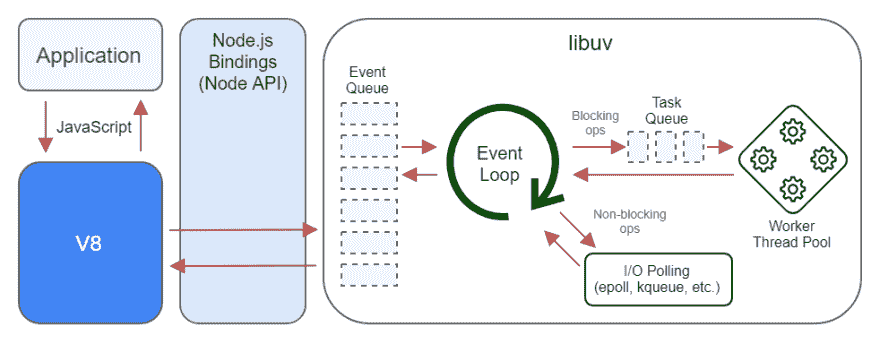 Application
JavaScript
V8
Node.js
Bindings
(Node API)
libuv
Event
Queue
Event
Loop
Blocking
ops
Task
Queue
Worker
Thread Pool
Non-blocking
ops
I/O Polling
(epoll, kqueue, etc.)